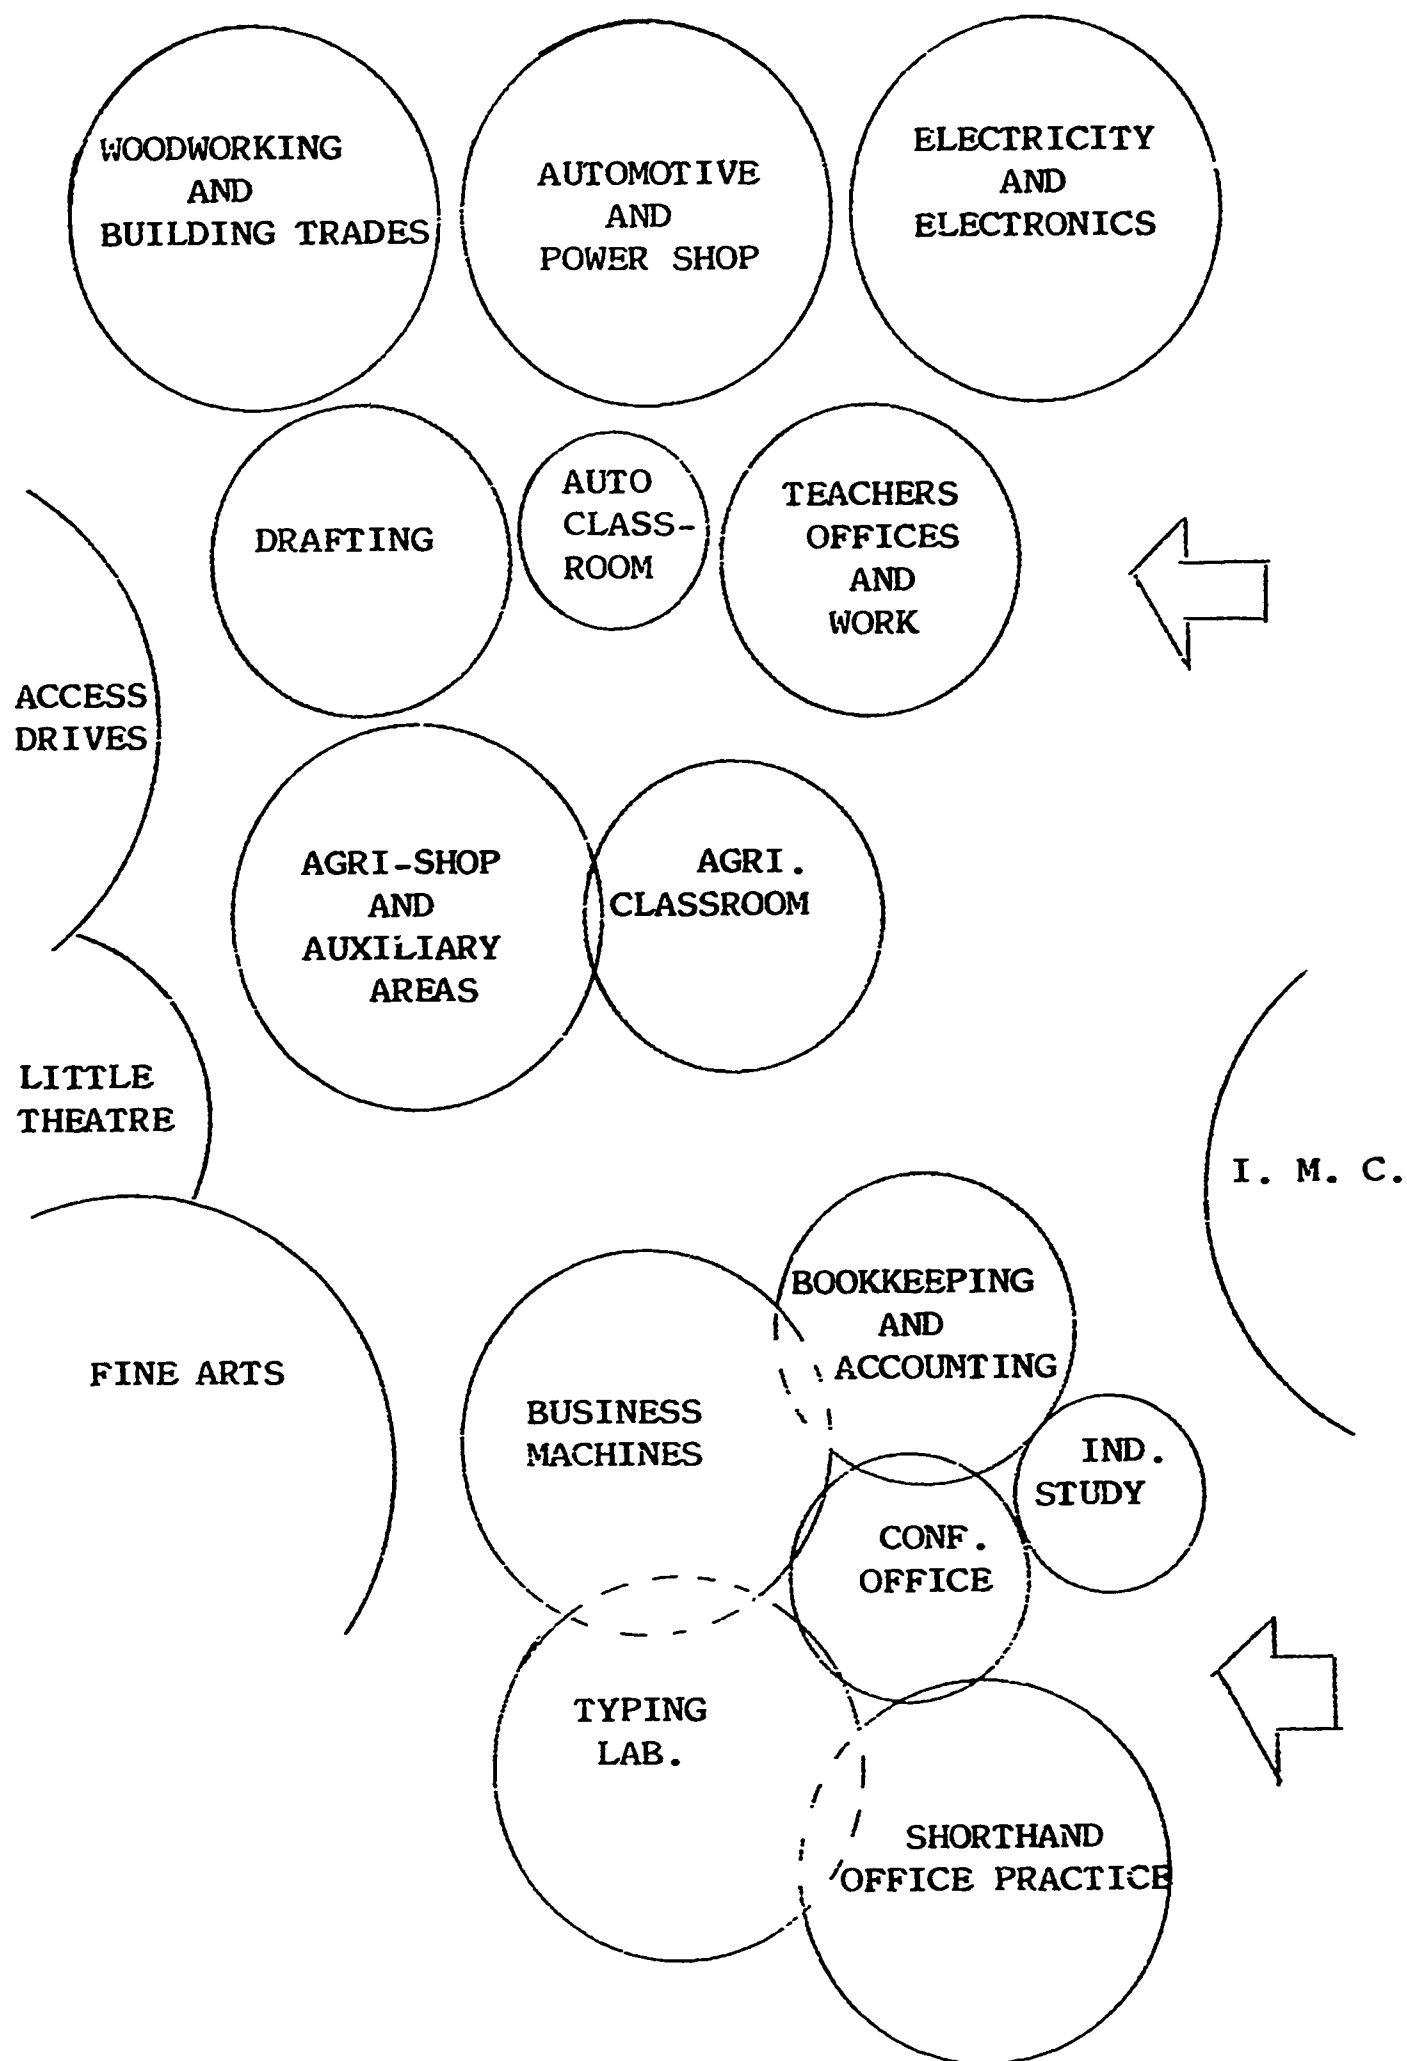 WOODWORKING
AND
BUILDING TRADES
AUTOMOTIVE
AND
POWER SHOP
ELECTRICITY
AND
ELECTRONICS
DRAFTING
AUTO
CLASS-
ROOM
TEACHERS
OFFICES
AND
WORK
ACCESS
DRIVES
AGRI-SHOP
AND
AUXILIARY
AREAS
AGRI.
CLASSROOM
LITTLE
THEATRE
I. M. C.
BOOKKEEPING
AND
ACCOUNTING
FINE ARTS
BUSINESS
MACHINES
IND.
STUDY
CONF.
OFFICE
TYPING
LAB.
SHORTHAND
OFFICE PRACTICE